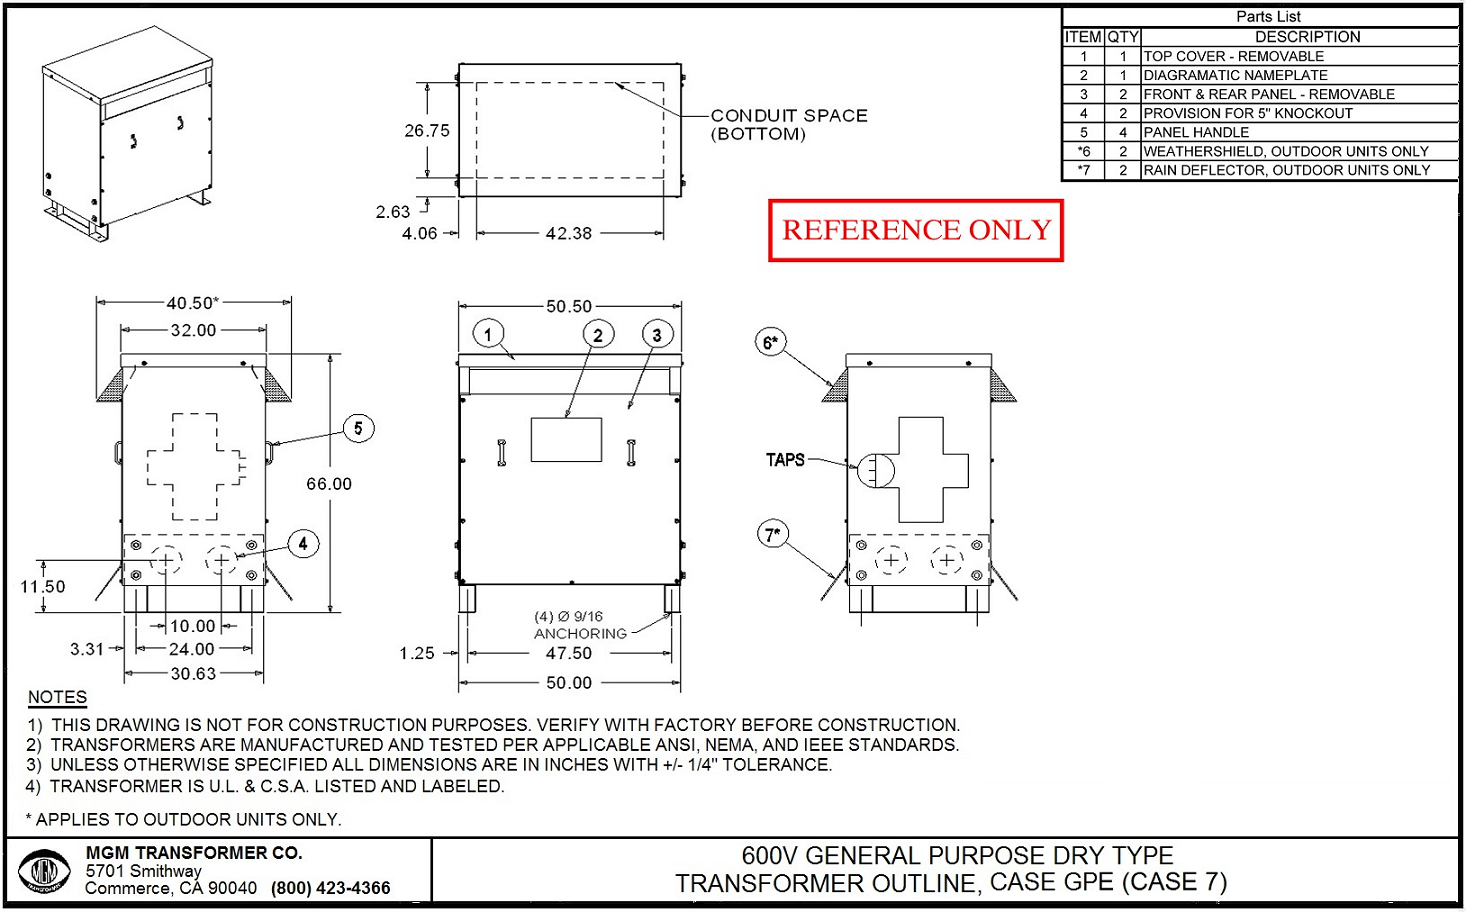 Parts List
ITEM QTY DESCRIPTION
1 1 TOP COVER - REMOVABLE
2 1 DIAGRAMATIC NAMEPLATE
3 2 FRONT & REAR PANEL - REMOVABLE
4 2 PROVISION FOR 5" KNOCKOUT
5 4 PANEL HANDLE
*6 2 WEATHERSHIELD, OUTDOOR UNITS ONLY
*7 2 RAIN DEFLECTOR, OUTDOOR UNITS ONLY
26.75
CONDUIT SPACE
(BOTTOM)
2.63
4.06
42.38
REFERENCE ONLY
40.50*
32.00
5
66.00
4
11.50
10.00
3.31
24.00
30.63
50.50
1
2
3
(4) Ø 9/16
ANCHORING
1.25
47.50
50.00
6*
TAPS
7*
NOTES
1) THIS DRAWING IS NOT FOR CONSTRUCTION PURPOSES. VERIFY WITH FACTORY BEFORE CONSTRUCTION.
2) TRANSFORMERS ARE MANUFACTURED AND TESTED PER APPLICABLE ANSI, NEMA, AND IEEE STANDARDS.
3) UNLESS OTHERWISE SPECIFIED ALL DIMENSIONS ARE IN INCHES WITH +/- 1/4" TOLERANCE.
4) TRANSFORMER IS U.L. & C.S.A. LISTED AND LABELED.
* APPLIES TO OUTDOOR UNITS ONLY.
MGM
TRANSFORMER
MGM TRANSFORMER CO.
5701 Smithway
Commerce, CA 90040 (800) 423-4366
600V GENERAL PURPOSE DRY TYPE
TRANSFORMER OUTLINE, CASE GPE (CASE 7)